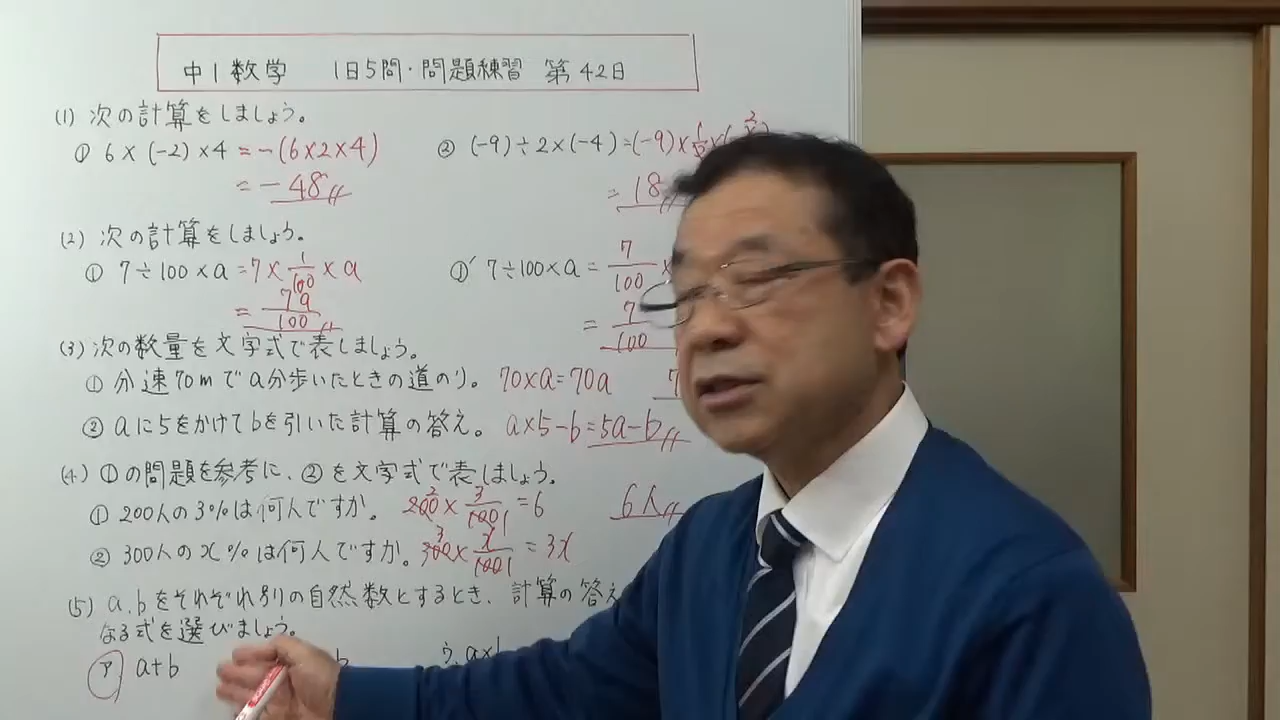 中1数学 1日5問・問題練習 第42日
(1) 次の計算をしましょう。
① 6×(-2)×4=-(6×2×4)
=-48
② (-9)÷2×(-4)=(-9)×1/2×(-
=18
(2) 次の計算をしましょう。
① 7÷100×a=7×1/100×a
=7a/100
①' 7÷100×a=7/100×
=7
100
(3) 次の数量を文字式で表しましょう。
① 分速70mでa分歩いたときの道のり。 70×a=70a 7
② aに5をかけてbを引いた計算の答え。 a×5-b=5a-b
(4) ①の問題を参考に、②を文字式で表しましょう。
① 200人の3%は何人ですか。 200 2×3/100 1=6 6人
② 300人のx%は何人ですか。 300 3×x/100 1=3x
(5) a.bをそれぞれ別の自然数とするとき、計算の答え
なる式を選びましょう。
ア a+b b う、a×b